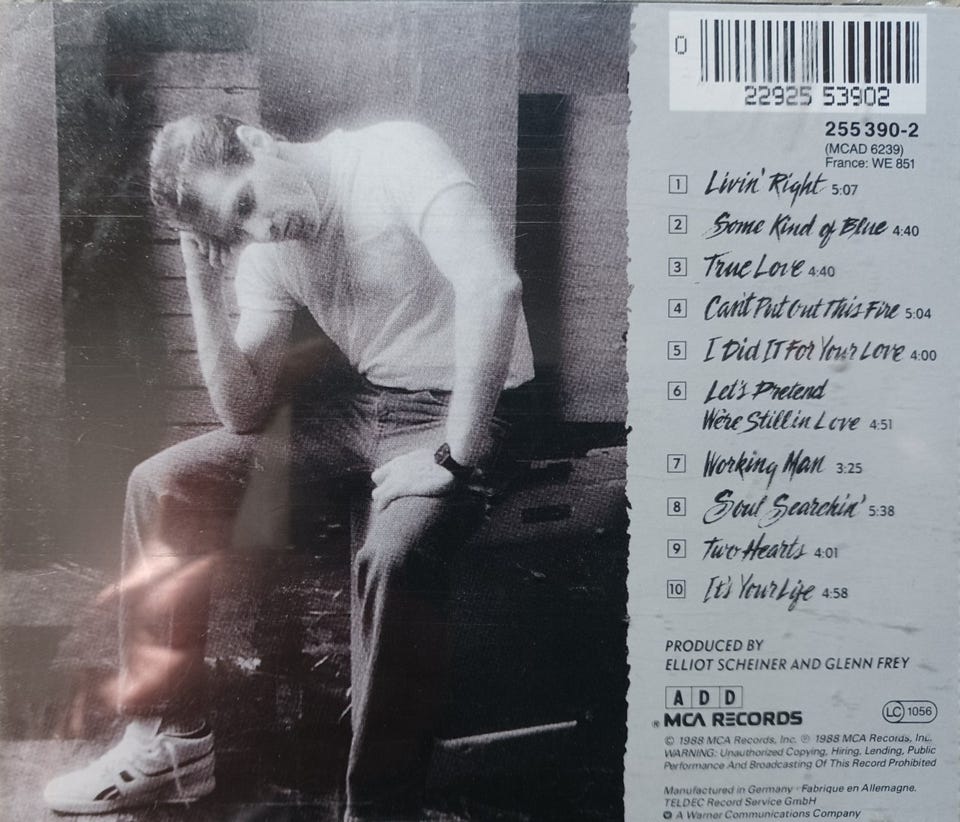 0
22925 53902
255 390-2
(MCAD 6239)
France: WE 851
1 Livin' Right 5:07
2 Some Kind of Blue 4:40
3 True Love 4:40
4 Can't Put Out This Fire 5:04
5 I Did It For Your Love 4:00
6 Let's Pretend
We're Still in Love 4:51
7 Working Man 3:25
8 Soul Searchin' 5:38
9 Two Hearts 4:01
10 It's Your Life 4:58
PRODUCED BY
ELLIOT SCHEINER AND GLENN FREY
A D D
® MCA RECORDS
LC 1056
© 1988 MCA Records, Inc. ℗ 1988 MCA Records, Inc.
WARNING: Unauthorized Copying, Hiring, Lending, Public
Performance And Broadcasting Of This Record Prohibited
Manufactured in Germany · Fabrique en Allemagne.
TELDEC Record Service GmbH
A Warner Communications Company